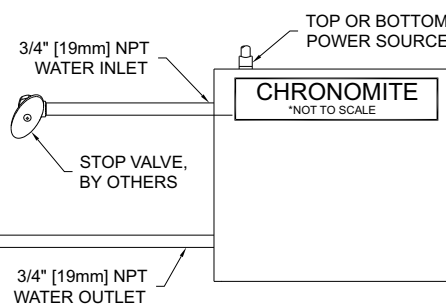 TOP OR BOTTOM
POWER SOURCE
3/4" [19mm] NPT
WATER INLET
CHRONOMITE
*NOT TO SCALE
STOP VALVE,
BY OTHERS
3/4" [19mm] NPT
WATER OUTLET